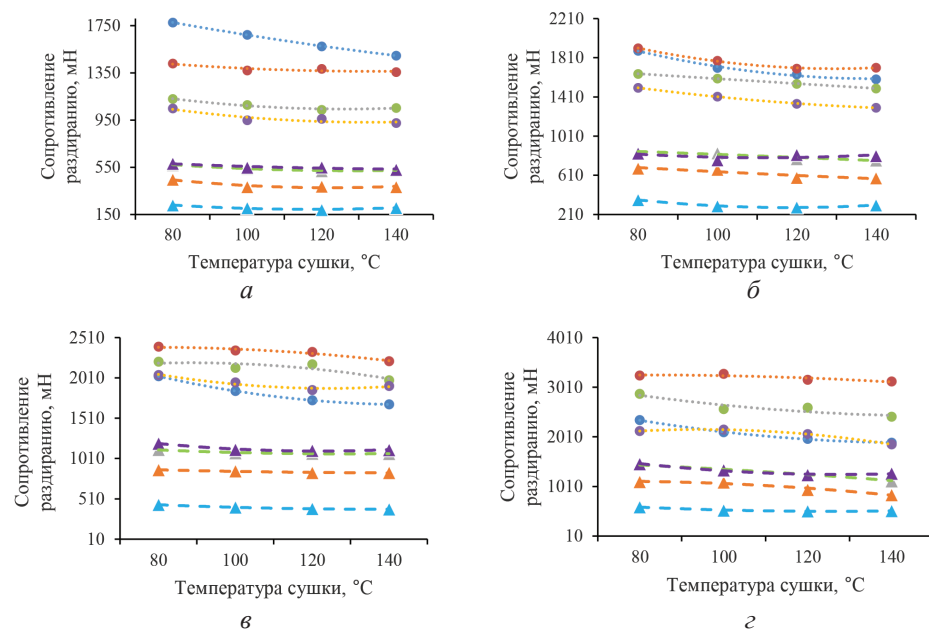 Сопротивление
раздиранию, мН
1750
1350
950
550
150
80 100 120 140
Температура сушки, °С
а
Сопротивление
раздиранию, мН
2210
1810
1410
1010
610
210
80 100 120 140
Температура сушки, °С
б
Сопротивление
раздиранию, мН
2510
2010
1510
1010
510
10
80 100 120 140
Температура сушки, °С
в
Сопротивление
раздиранию, мН
4010
3010
2010
1010
10
80 100 120 140
Температура сушки, °С
г